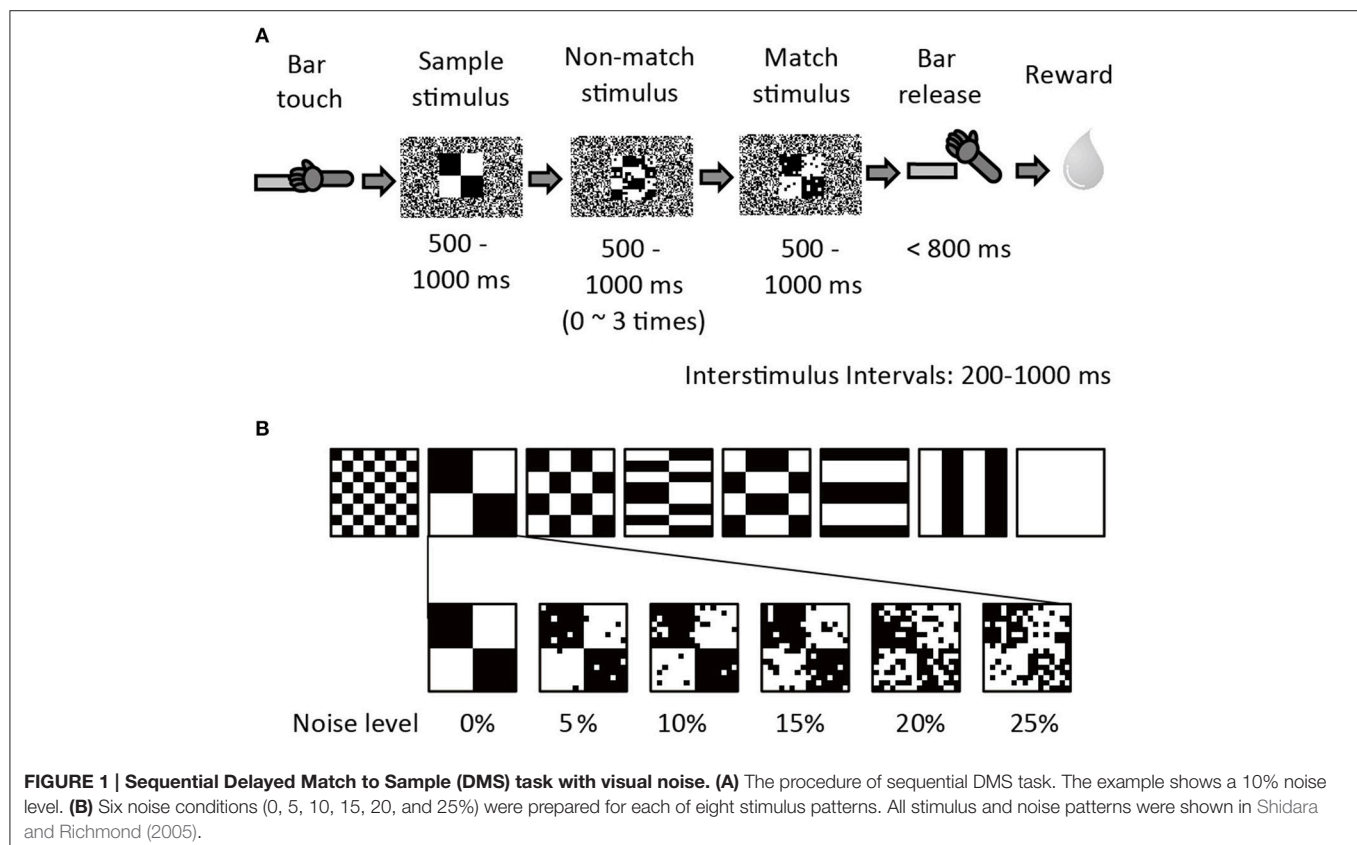 A
Bar
touch
Sample
stimulus
Non-match
stimulus
Match
stimulus
Bar
release
Reward
500 -
1000 ms
500 -
1000 ms
(0 ~ 3 times)
500 -
1000 ms
< 800 ms
Interstimulus Intervals: 200-1000 ms
B
Noise level 0% 5% 10% 15% 20% 25%
FIGURE 1 | Sequential Delayed Match to Sample (DMS) task with visual noise. (A) The procedure of sequential DMS task. The example shows a 10% noise
level. (B) Six noise conditions (0, 5, 10, 15, 20, and 25%) were prepared for each of eight stimulus patterns. All stimulus and noise patterns were shown in Shidara
and Richmond (2005).